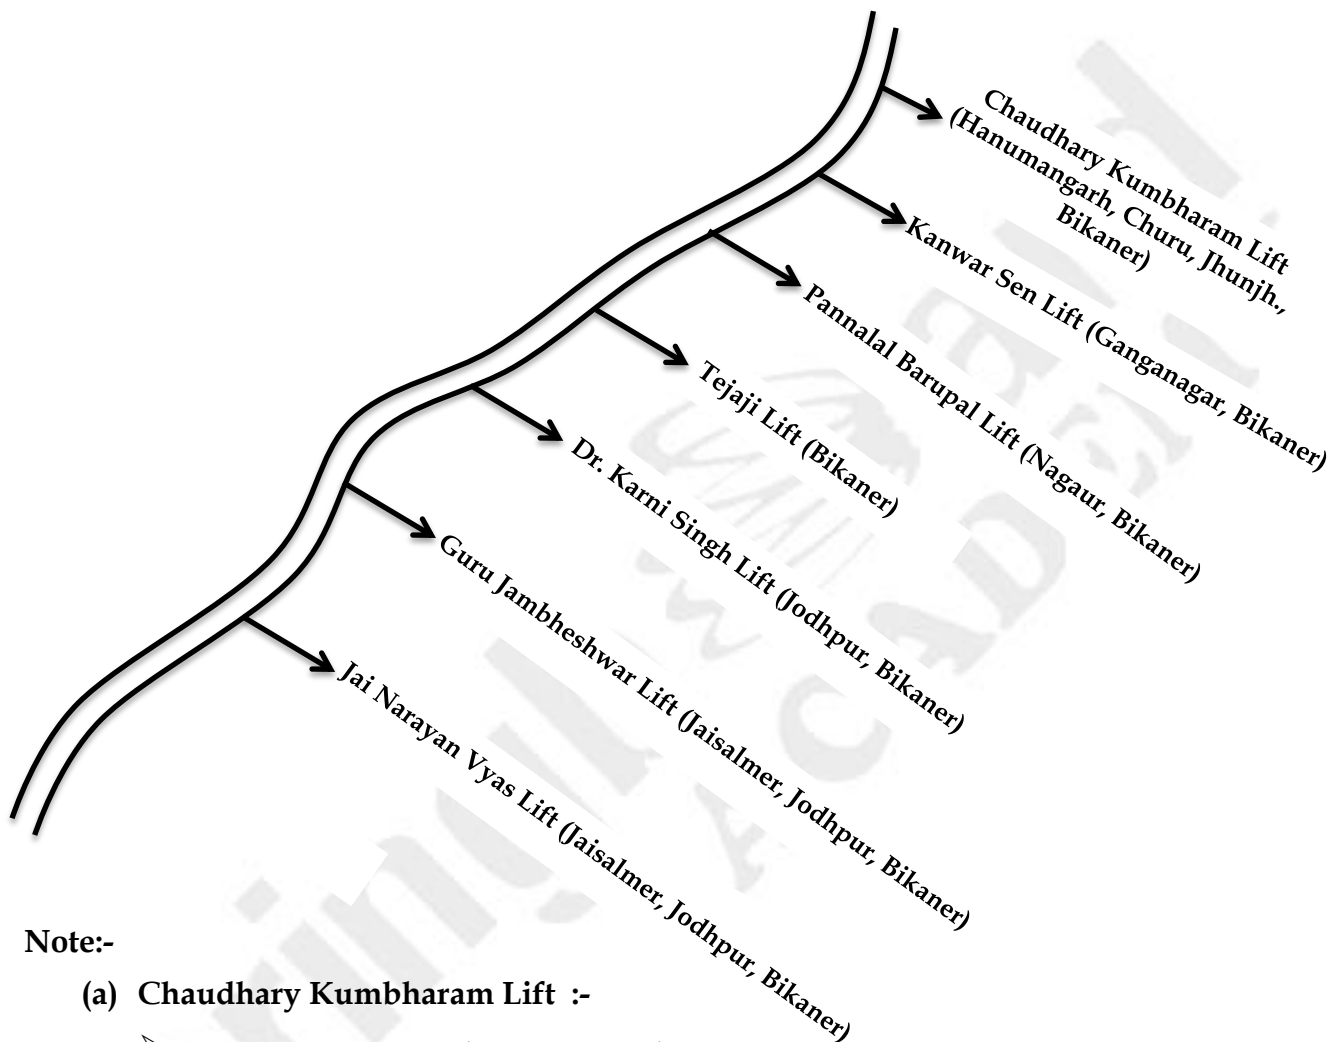 Chaudhary Kumbharam Lift
(Hanumangarh, Churu, Jhunjh.,
Bikaner)
Kanwar Sen Lift (Ganganagar, Bikaner)
Pannalal Barupal Lift (Nagaur, Bikaner)
Tejaji Lift (Bikaner)
Dr. Karni Singh Lift (Jodhpur, Bikaner)
Guru Jambheshwar Lift (Jaisalmer, Jodhpur, Bikaner)
Jai Narayan Vyas Lift (Jaisalmer, Jodhpur, Bikaner)
Note:-
(a) Chaudhary Kumbharam Lift :-